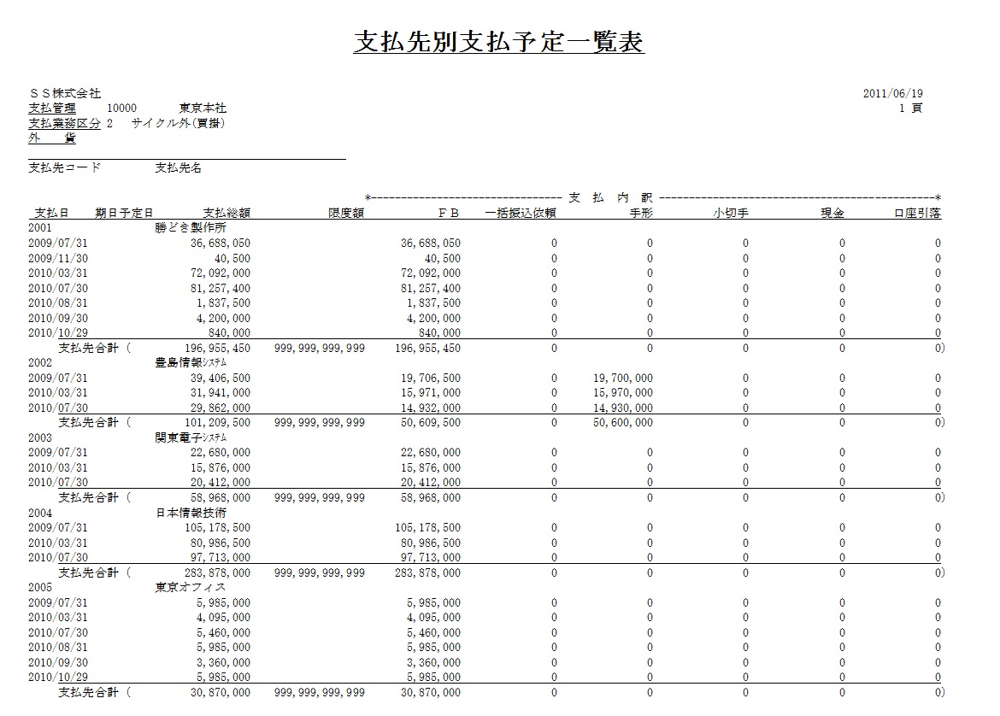 支払先別支払予定一覧表
ＳＳ株式会社 2011/06/19
支払管理 10000 東京本社 1 頁
支払業務区分 2 サイクル外(買掛)
外 貨
支払先コード 支払先名
*-------------------------------- 支 払 内 訳 ----------------------------------------------*
支払日 期日予定日 支払総額 限度額 ＦＢ 一括振込依頼 手形 小切手 現金 口座引落
2001 勝どき製作所
2009/07/31 36,688,050 36,688,050 0 0 0 0 0
2009/11/30 40,500 40,500 0 0 0 0 0
2010/03/31 72,092,000 72,092,000 0 0 0 0 0
2010/07/30 81,257,400 81,257,400 0 0 0 0 0
2010/08/31 1,837,500 1,837,500 0 0 0 0 0
2010/09/30 4,200,000 4,200,000 0 0 0 0 0
2010/10/29 840,000 840,000 0 0 0 0 0
支払先合計 ( 196,955,450 999,999,999,999 196,955,450 0 0 0 0 0)
2002 豊島情報ｼｽﾃﾑ
2009/07/31 39,406,500 19,706,500 0 19,700,000 0 0 0
2010/03/31 31,941,000 15,971,000 0 15,970,000 0 0 0
2010/07/30 29,862,000 14,932,000 0 14,930,000 0 0 0
支払先合計 ( 101,209,500 999,999,999,999 50,609,500 0 50,600,000 0 0 0)
2003 関東電子ｼｽﾃﾑ
2009/07/31 22,680,000 22,680,000 0 0 0 0 0
2010/03/31 15,876,000 15,876,000 0 0 0 0 0
2010/07/30 20,412,000 20,412,000 0 0 0 0 0
支払先合計 ( 58,968,000 999,999,999,999 58,968,000 0 0 0 0 0)
2004 日本情報技術
2009/07/31 105,178,500 105,178,500 0 0 0 0 0
2010/03/31 80,986,500 80,986,500 0 0 0 0 0
2010/07/30 97,713,000 97,713,000 0 0 0 0 0
支払先合計 ( 283,878,000 999,999,999,999 283,878,000 0 0 0 0 0)
2005 東京オフィス
2009/07/31 5,985,000 5,985,000 0 0 0 0 0
2010/03/31 4,095,000 4,095,000 0 0 0 0 0
2010/07/30 5,460,000 5,460,000 0 0 0 0 0
2010/08/31 5,985,000 5,985,000 0 0 0 0 0
2010/09/30 3,360,000 3,360,000 0 0 0 0 0
2010/10/29 5,985,000 5,985,000 0 0 0 0 0
支払先合計 ( 30,870,000 999,999,999,999 30,870,000 0 0 0 0 0)